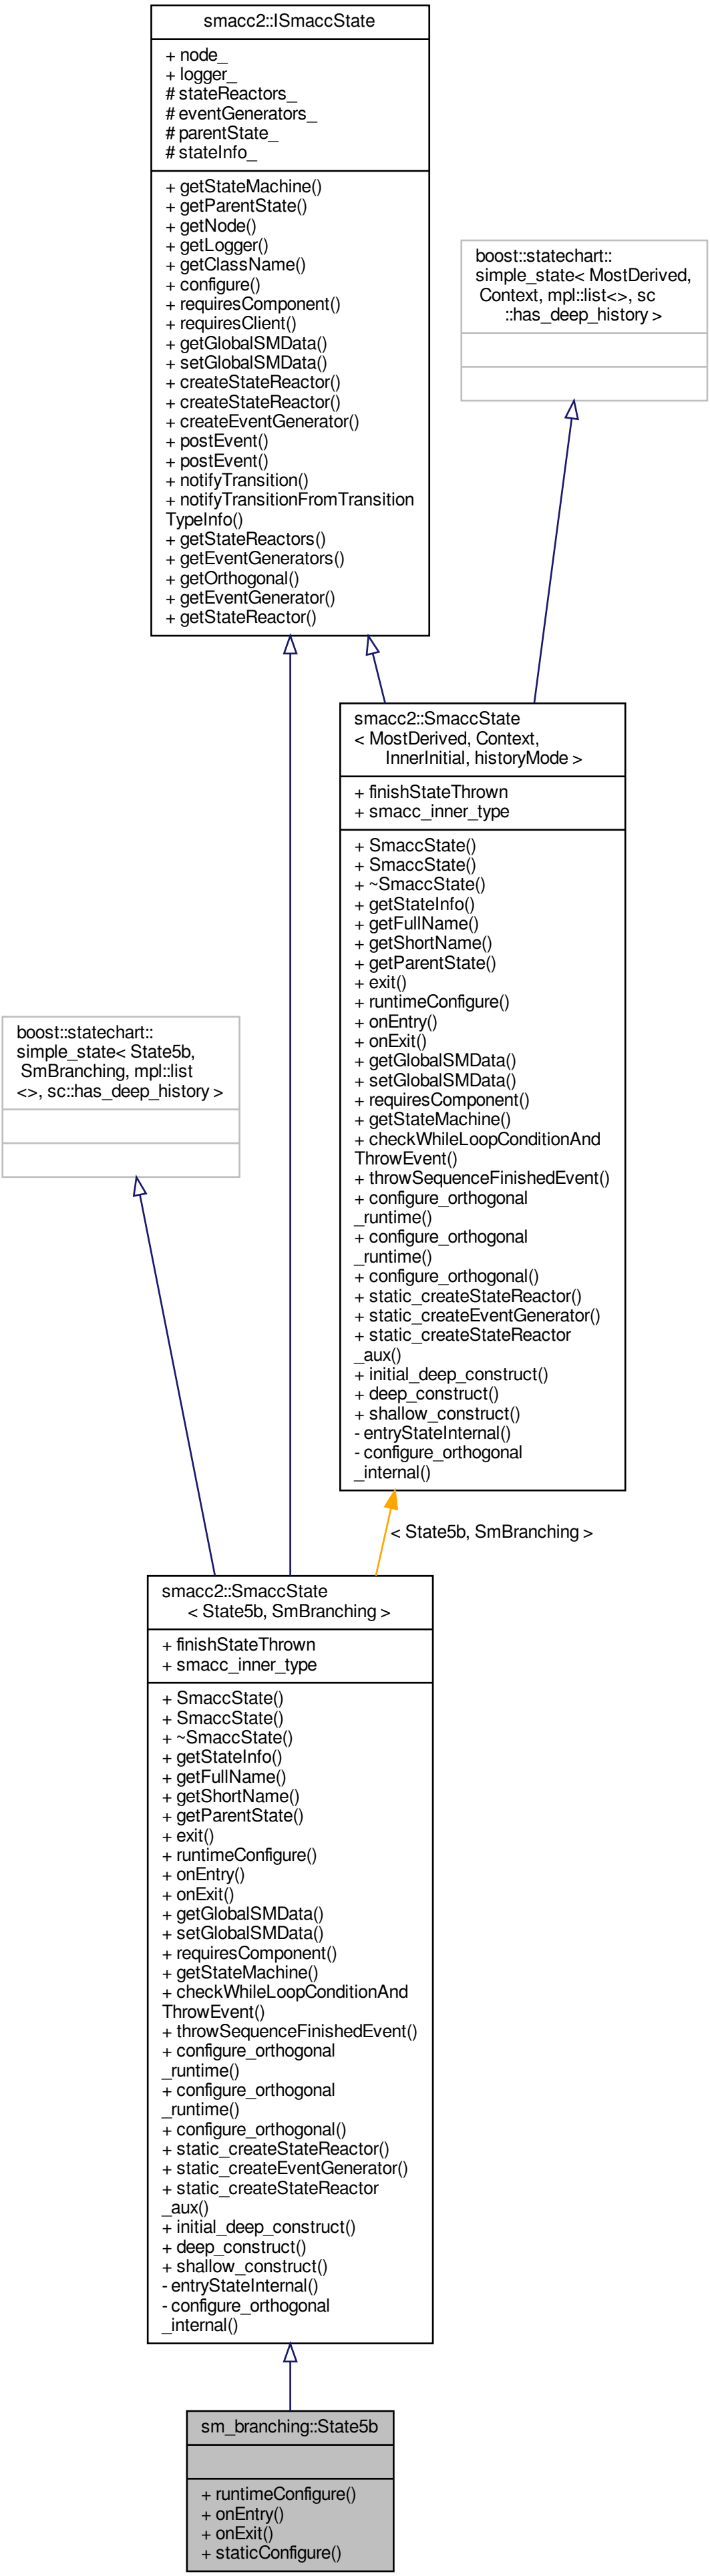 smacc2::ISmaccState
+ node_
+ logger_
# stateReactors_
# eventGenerators_
# parentState_
# stateInfo_
+ getStateMachine()
+ getParentState()
+ getNode()
+ getLogger()
+ getClassName()
+ configure()
+ requiresComponent()
+ requiresClient()
+ getGlobalSMData()
+ setGlobalSMData()
+ createStateReactor()
+ createStateReactor()
+ createEventGenerator()
+ postEvent()
+ postEvent()
+ notifyTransition()
+ notifyTransitionFromTransition
TypeInfo()
+ getStateReactors()
+ getEventGenerators()
+ getOrthogonal()
+ getEventGenerator()
+ getStateReactor()
boost::statechart::
simple_state< MostDerived,
Context, mpl::list<>, sc
::has_deep_history >
smacc2::SmaccState
< MostDerived, Context,
InnerInitial, historyMode >
+ finishStateThrown
+ smacc_inner_type
+ SmaccState()
+ SmaccState()
+ ~SmaccState()
+ getStateInfo()
+ getFullName()
+ getShortName()
+ getParentState()
+ exit()
+ runtimeConfigure()
+ onEntry()
+ onExit()
+ getGlobalSMData()
+ setGlobalSMData()
+ requiresComponent()
+ getStateMachine()
+ checkWhileLoopConditionAnd
ThrowEvent()
+ throwSequenceFinishedEvent()
+ configure_orthogonal
_runtime()
+ configure_orthogonal
_runtime()
+ configure_orthogonal()
+ static_createStateReactor()
+ static_createEventGenerator()
+ static_createStateReactor
_aux()
+ initial_deep_construct()
+ deep_construct()
+ shallow_construct()
- entryStateInternal()
- configure_orthogonal
_internal()
boost::statechart::
simple_state< State5b,
SmBranching, mpl::list
<>, sc::has_deep_history >
< State5b, SmBranching >
smacc2::SmaccState
< State5b, SmBranching >
+ finishStateThrown
+ smacc_inner_type
+ SmaccState()
+ SmaccState()
+ ~SmaccState()
+ getStateInfo()
+ getFullName()
+ getShortName()
+ getParentState()
+ exit()
+ runtimeConfigure()
+ onEntry()
+ onExit()
+ getGlobalSMData()
+ setGlobalSMData()
+ requiresComponent()
+ getStateMachine()
+ checkWhileLoopConditionAnd
ThrowEvent()
+ throwSequenceFinishedEvent()
+ configure_orthogonal
_runtime()
+ configure_orthogonal
_runtime()
+ configure_orthogonal()
+ static_createStateReactor()
+ static_createEventGenerator()
+ static_createStateReactor
_aux()
+ initial_deep_construct()
+ deep_construct()
+ shallow_construct()
- entryStateInternal()
- configure_orthogonal
_internal()
sm_branching::State5b
+ runtimeConfigure()
+ onEntry()
+ onExit()
+ staticConfigure()